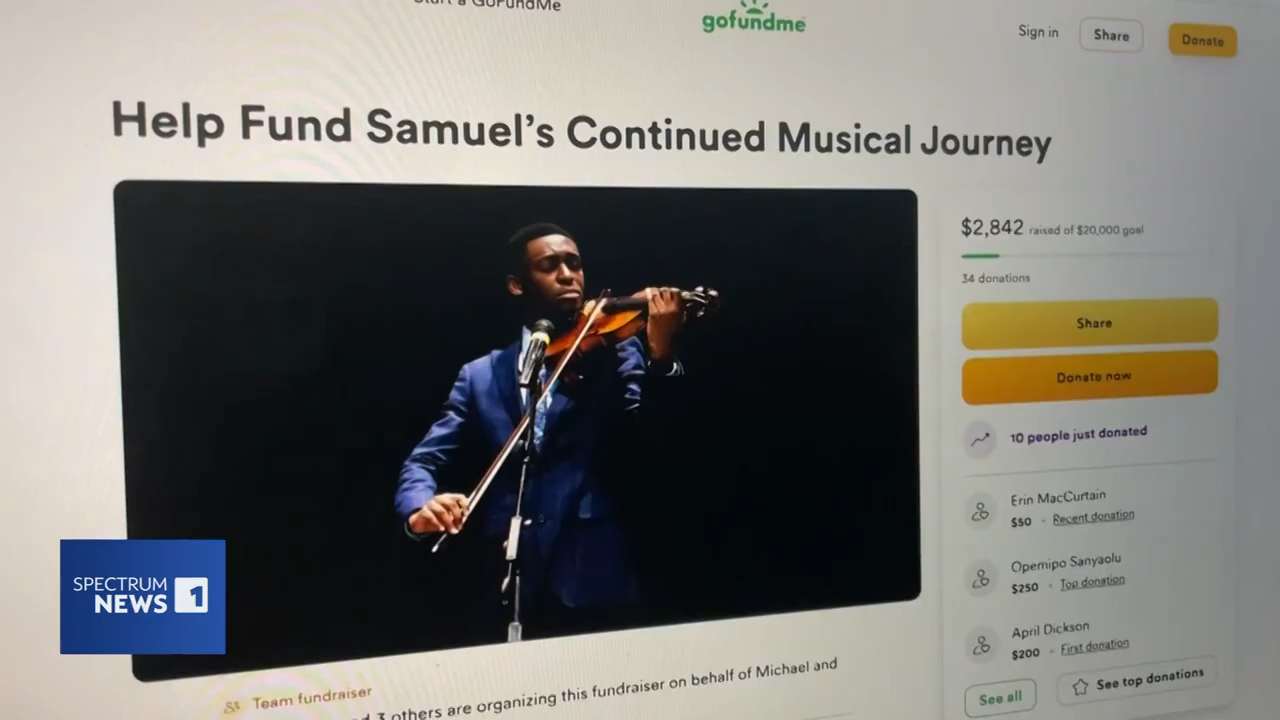 Start a GoFundMe
gofundme
Sign in
Share
Donate
Help Fund Samuel's Continued Musical Journey
$2,842 raised of $20,000 goal
34 donations
Share
Donate now
10 people just donated
Erin MacCurtain
$50 · Recent donation
Opemipo Sanyaolu
$250 · Top donation
April Dickson
$200 · First donation
See all
See top donations
SPECTRUM
NEWS 1
Team fundraiser
3 others are organizing this fundraiser on behalf of Michael and